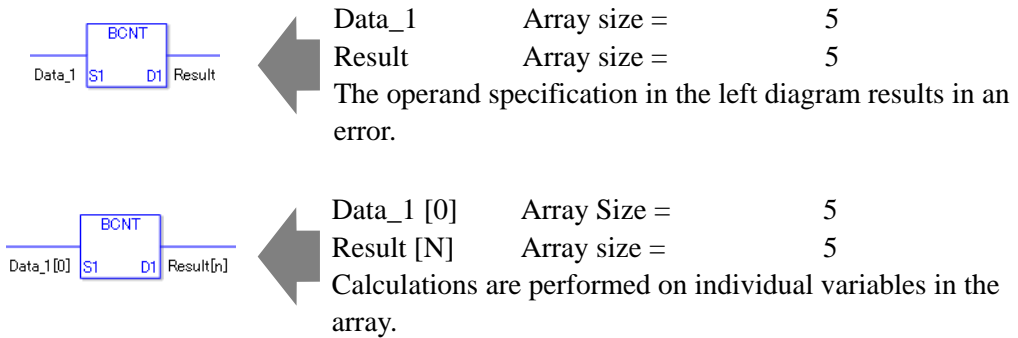 BCNT
Data_1 S1 D1 Result
Data_1 Array size = 5
Result Array size = 5
The operand specification in the left diagram results in an
error.
BCNT
Data_1[0] S1 D1 Result[n]
Data_1 [0] Array Size = 5
Result [N] Array size = 5
Calculations are performed on individual variables in the
array.